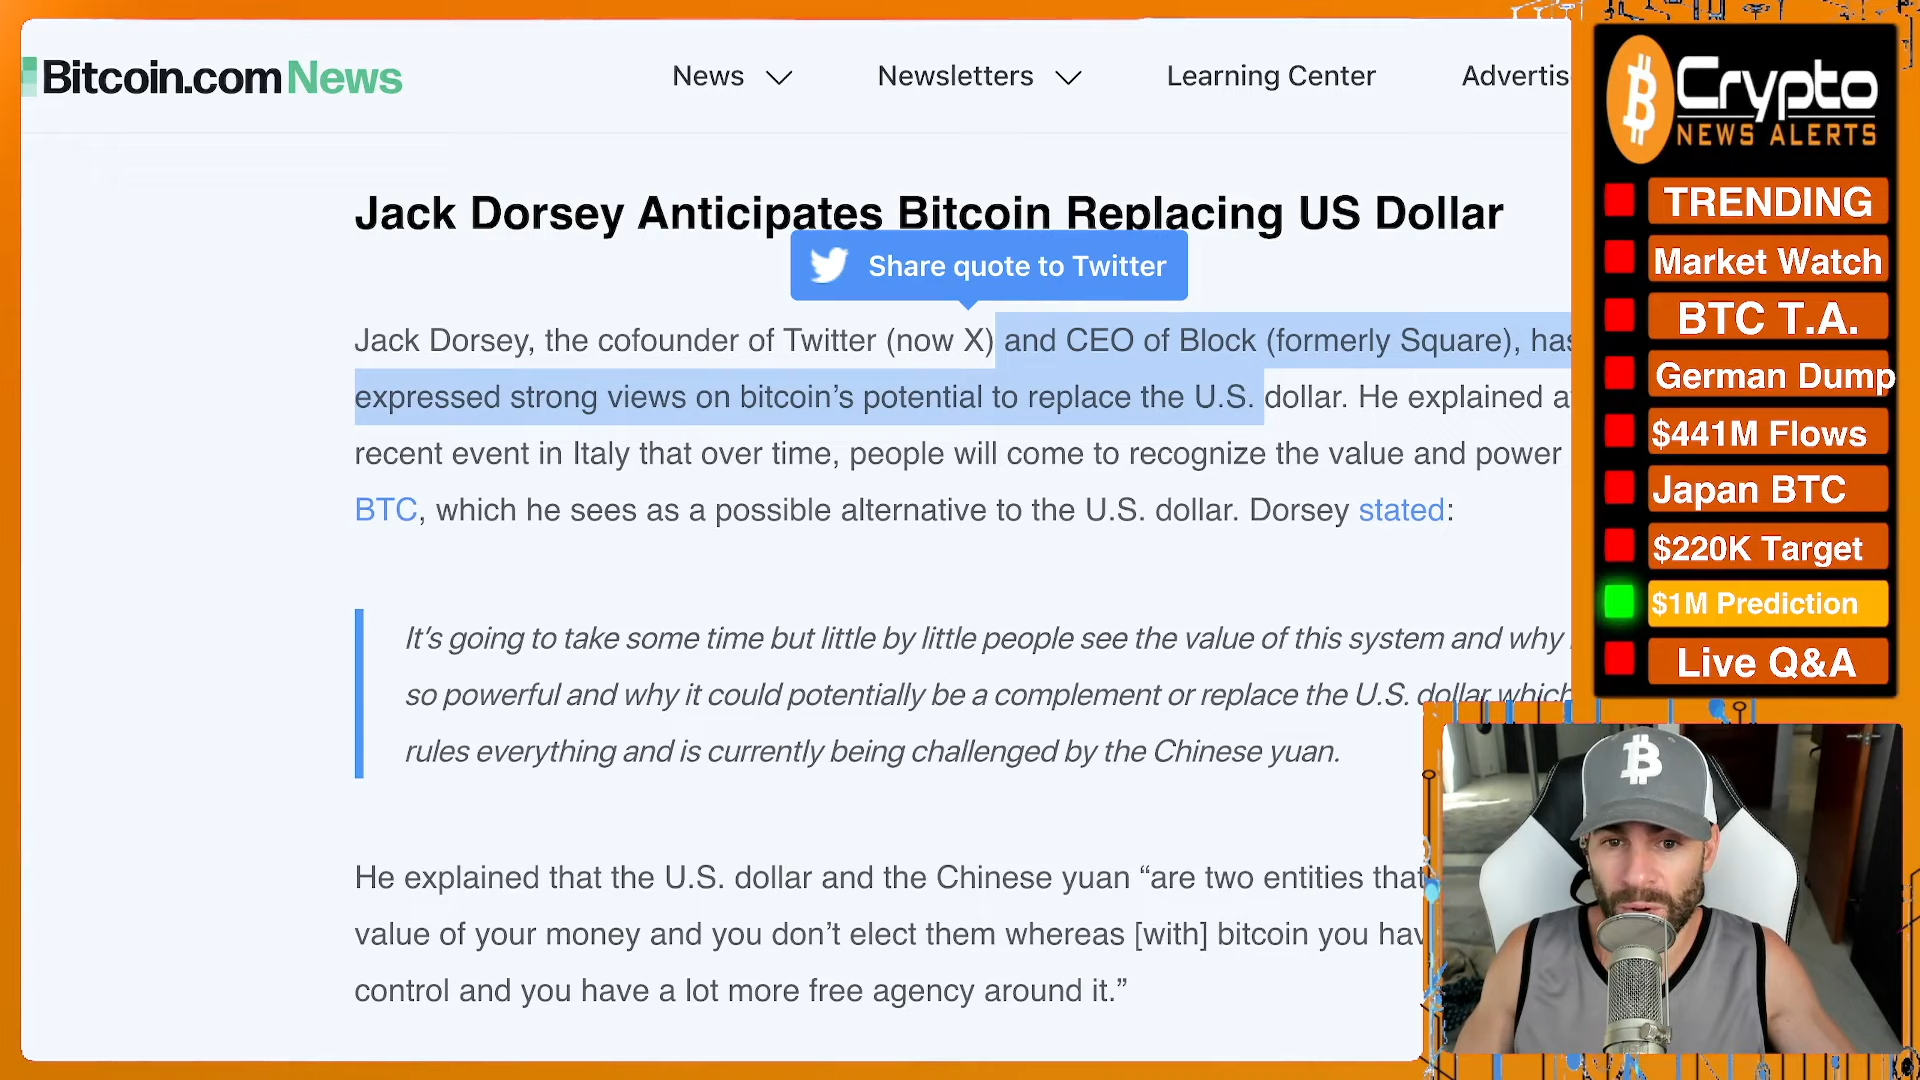 Bitcoin.com News
News
Newsletters
Learning Center
Advertis
Jack Dorsey Anticipates Bitcoin Replacing US Dollar
Share quote to Twitter
Jack Dorsey, the cofounder of Twitter (now X) and CEO of Block (formerly Square), has
expressed strong views on bitcoin’s potential to replace the U.S. dollar. He explained a
recent event in Italy that over time, people will come to recognize the value and power
BTC, which he sees as a possible alternative to the U.S. dollar. Dorsey stated:
It’s going to take some time but little by little people see the value of this system and why
so powerful and why it could potentially be a complement or replace the U.S. dollar which
rules everything and is currently being challenged by the Chinese yuan.
He explained that the U.S. dollar and the Chinese yuan “are two entities that
value of your money and you don’t elect them whereas [with] bitcoin you hav
control and you have a lot more free agency around it.”
Crypto
NEWS ALERTS
TRENDING
Market Watch
BTC T.A.
German Dump
$441M Flows
Japan BTC
$220K Target
$1M Prediction
Live Q&A